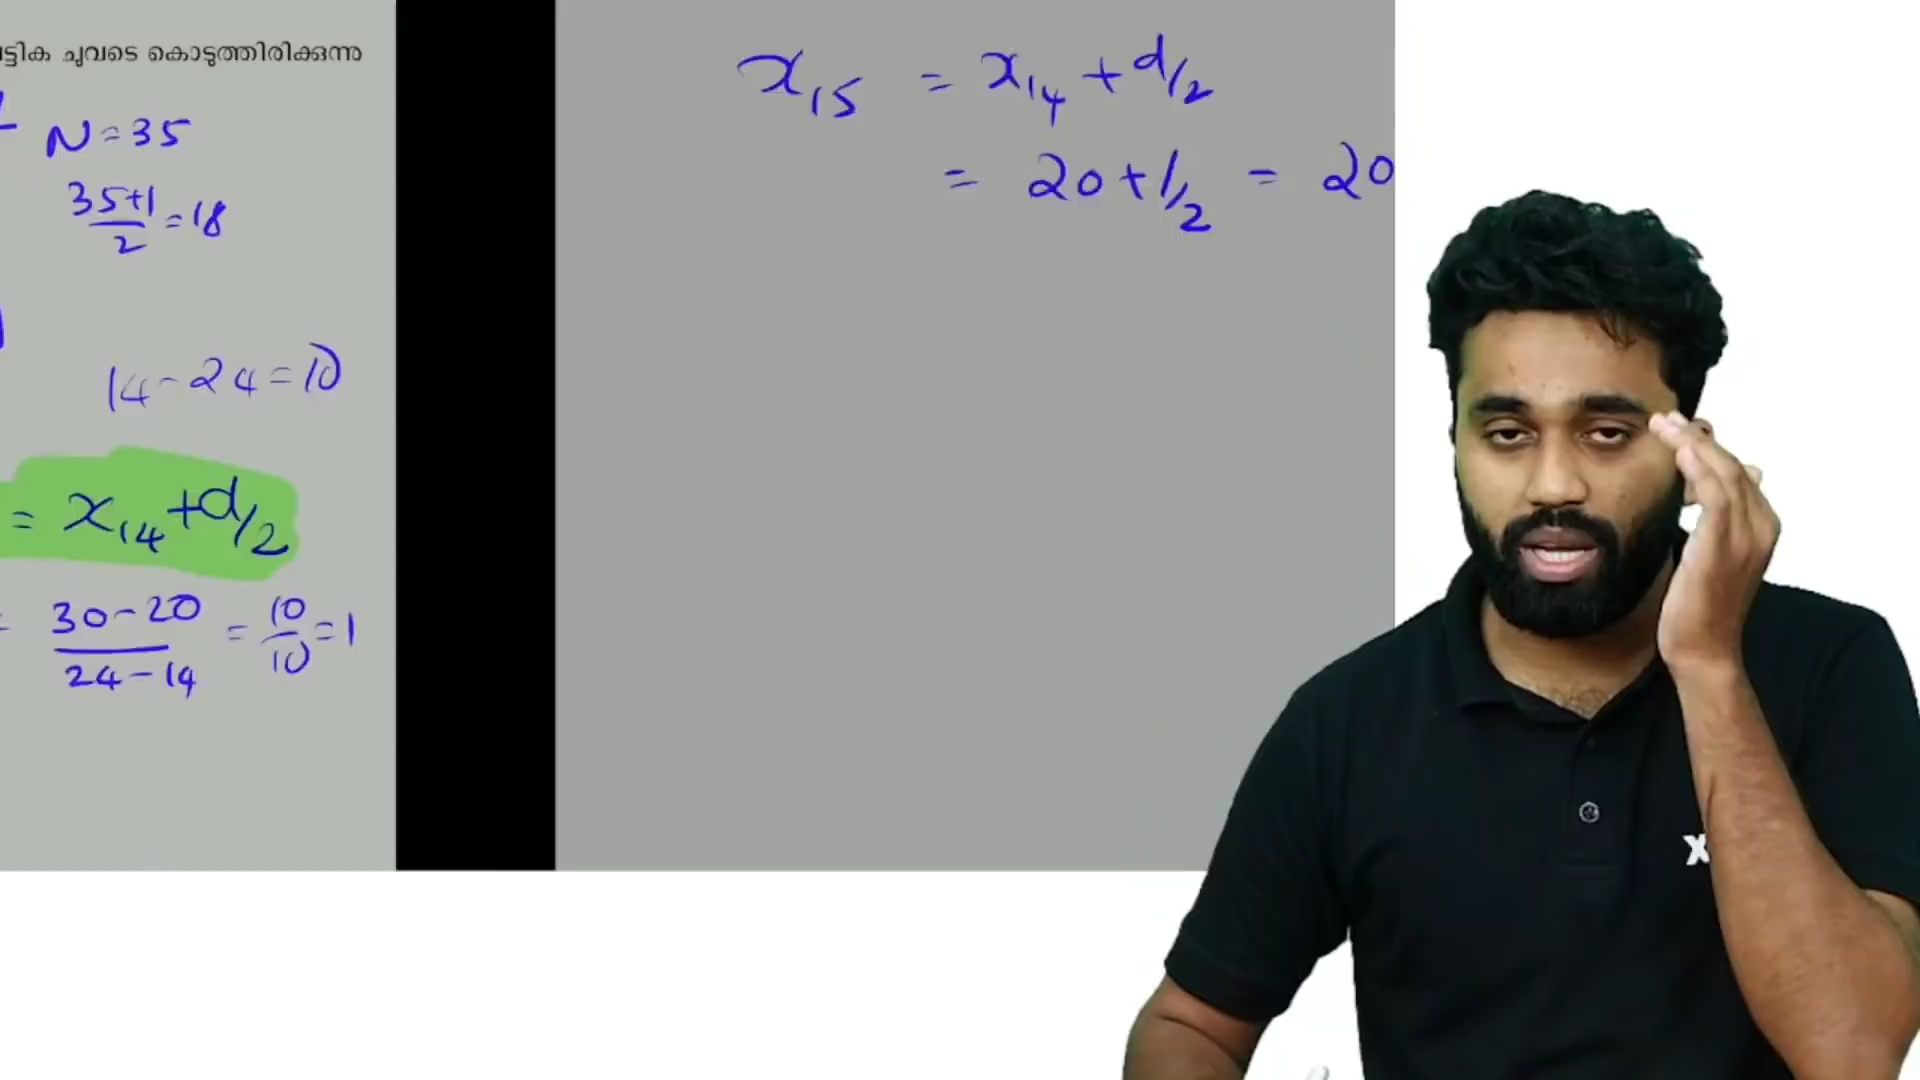 ചുവടെ കൊടുത്തിരിക്കുന്നു
N = 35
35+1/2 = 18
14 - 24 = 10
= x14 + d/2
= 30 - 20/24 - 14 = 10/10 = 1
x15 = x14 + d/2
= 20 + 1/2 = 20
X